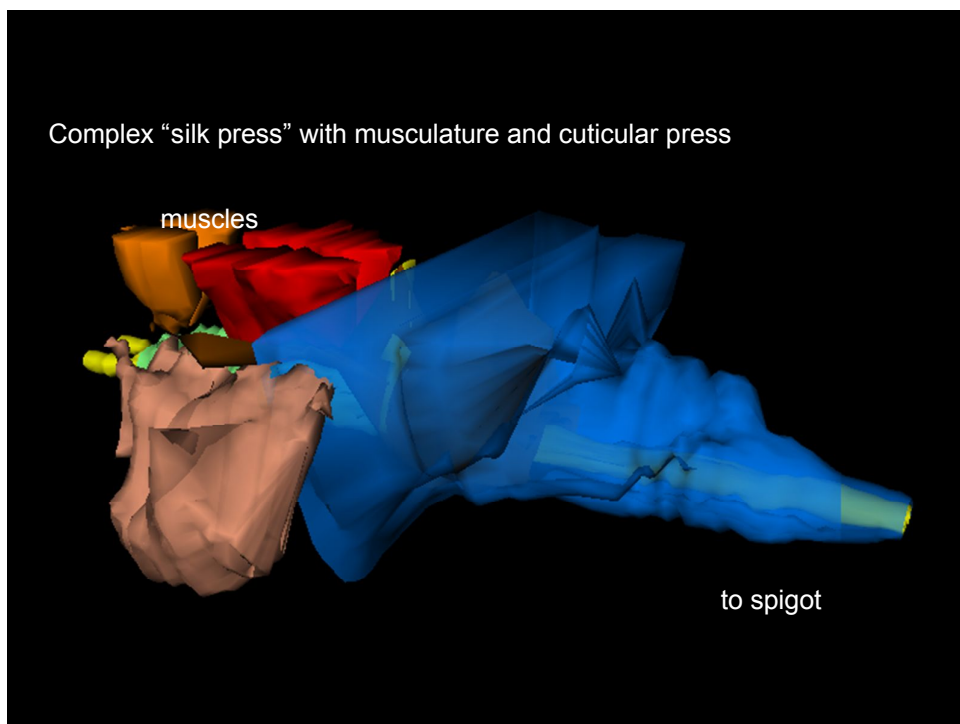 Complex “silk press” with musculature and cuticular press
muscles
to spigot